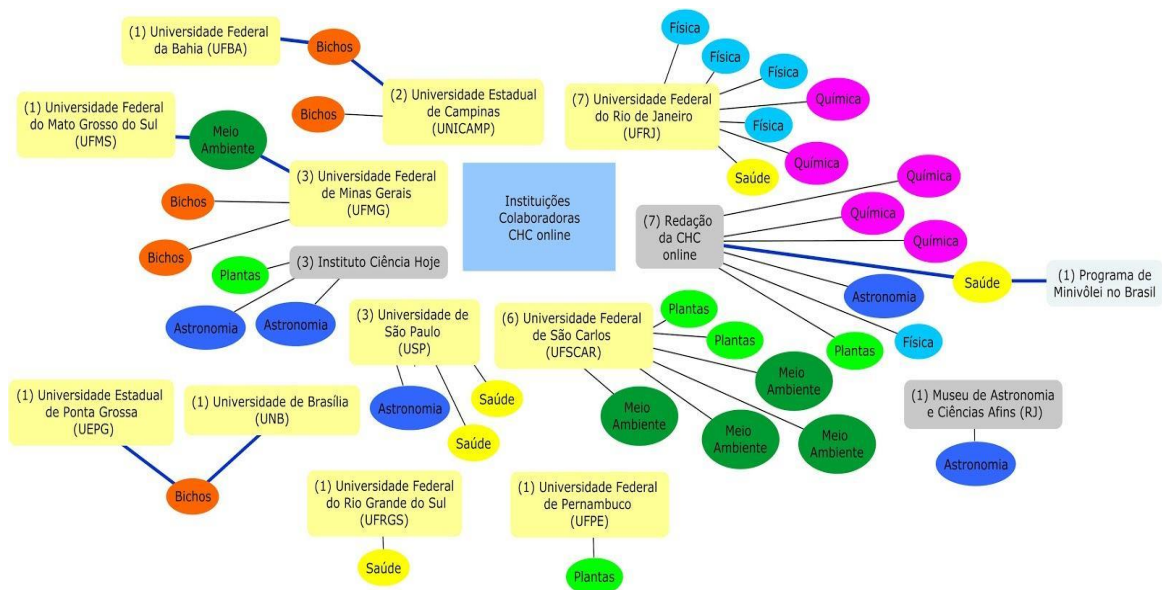 (1) Universidade Federal
da Bahia (UFBA)
Bichos
Bichos
(2) Universidade Estadual
de Campinas
(UNICAMP)
(1) Universidade Federal
do Mato Grosso do Sul
(UFMS)
Meio
Ambiente
(3) Universidade Federal
de Minas Gerais
(UFMG)
Bichos
Bichos
Plantas
(3) Instituto Ciência Hoje
Astronomia
Astronomia
Instituições
Colaboradoras
CHC online
Física
Física
Física
Física
Química
Química
Saúde
(7) Universidade Federal
do Rio de Janeiro
(UFRJ)
(7) Redação
da CHC
online
Química
Química
Química
Saúde
(1) Programa de
Minivôlei no Brasil
Astronomia
Física
Plantas
(3) Universidade de
São Paulo
(USP)
Astronomia
Saúde
Saúde
(6) Universidade Federal
de São Carlos
(UFSCAR)
Plantas
Plantas
Meio
Ambiente
Meio
Ambiente
Meio
Ambiente
Meio
Ambiente
(1) Museu de Astronomia
e Ciências Afins (RJ)
Astronomia
(1) Universidade Estadual
de Ponta Grossa
(UEPG)
(1) Universidade de Brasília
(UNB)
Bichos
(1) Universidade Federal
do Rio Grande do Sul
(UFRGS)
Saúde
(1) Universidade Federal
de Pernambuco
(UFPE)
Plantas